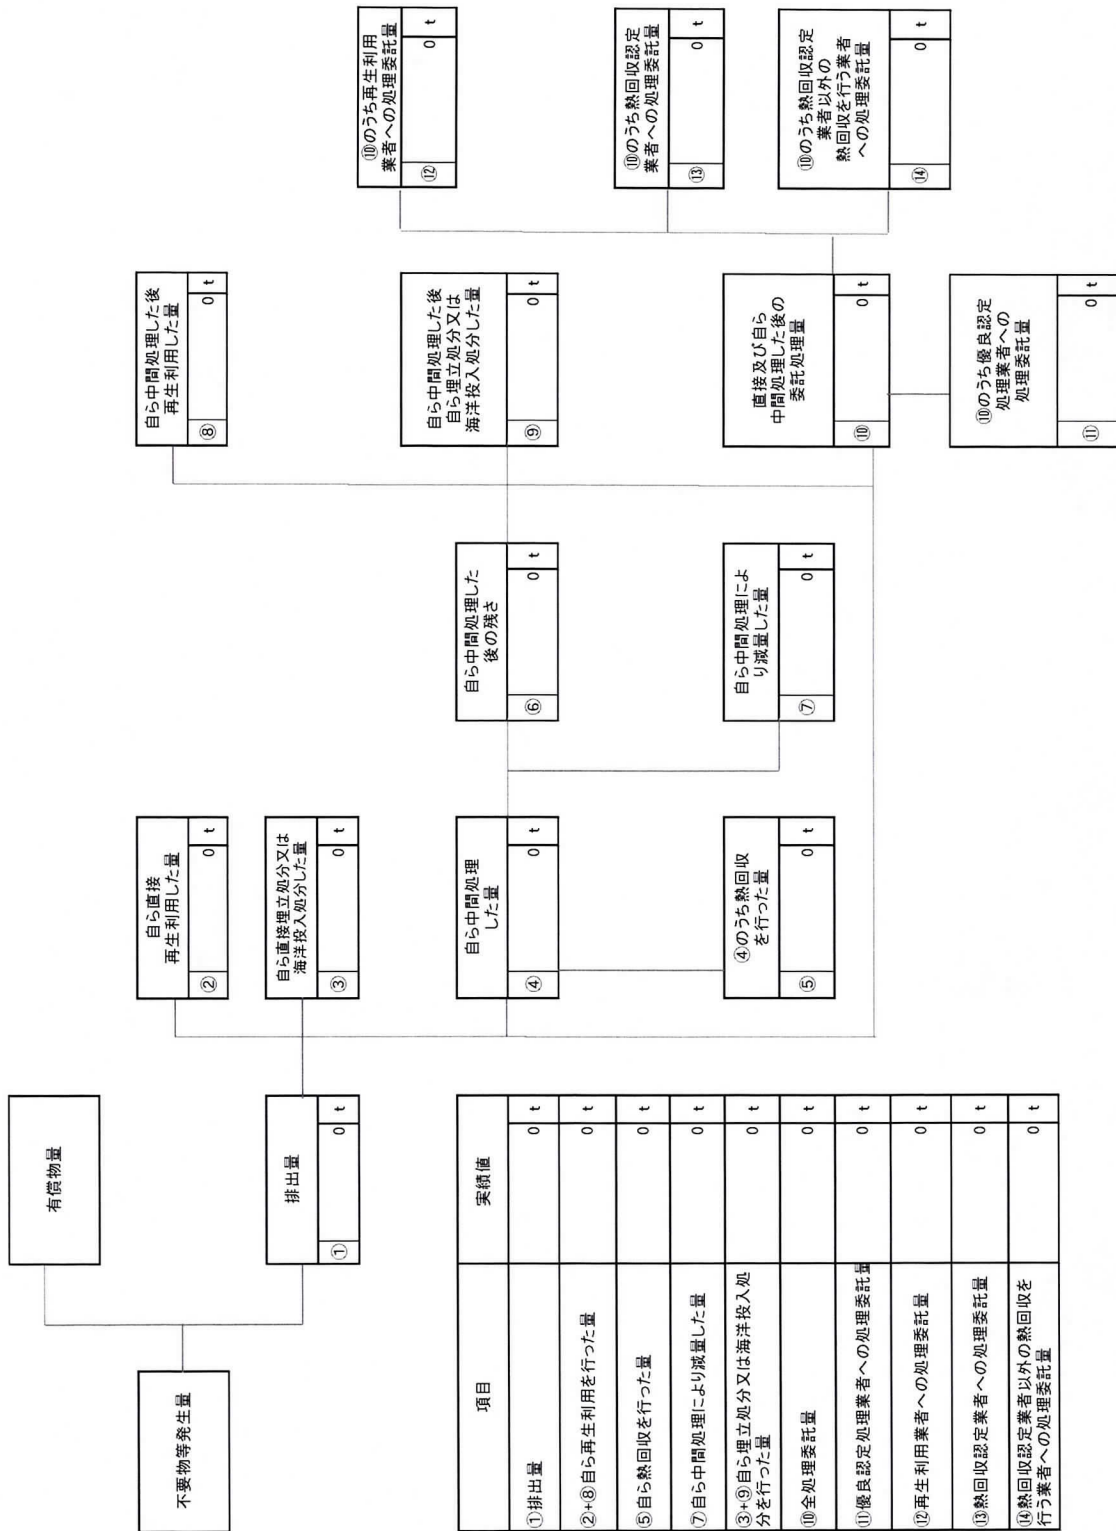 不要物等発生量
有償物量
排出量
① 0 t
自ら直接
再生利用した量
② 0 t
自ら直接埋立処分又は
海洋投入処分した量
③ 0 t
自ら中間処理
した量
④ 0 t
④のうち熱回収
を行った量
⑤ 0 t
自ら中間処理した
後の残さ
⑥ 0 t
自ら中間処理によ
り減量した量
⑦ 0 t
自ら中間処理した後
再生利用した量
⑧ 0 t
自ら中間処理した後
自ら埋立処分又は
海洋投入処分した量
⑨ 0 t
直接及び自ら
中間処理した後の
委託処理量
⑩ 0 t
⑩のうち優良認定
処理業者への
処理委託量
⑪ 0 t
⑩のうち再生利用
業者への処理委託量
⑫ 0 t
⑩のうち熱回収認定
業者への処理委託量
⑬ 0 t
⑩のうち熱回収認定
業者以外の
熱回収を行う業者
への処理委託量
⑭ 0 t
項目 実績値
①排出量 0 t
②+⑧自ら再生利用を行った量 0 t
⑤自ら熱回収を行った量 0 t
⑦自ら中間処理により減量した量 0 t
③+⑨自ら埋立処分又は海洋投入処
分を行った量 0 t
⑩全処理委託量 0 t
⑪優良認定処理業者への処理委託量 0 t
⑫再生利用業者への処理委託量 0 t
⑬熱回収認定業者への処理委託量 0 t
⑭熱回収認定業者以外の熱回収を
行う業者への処理委託量 0 t